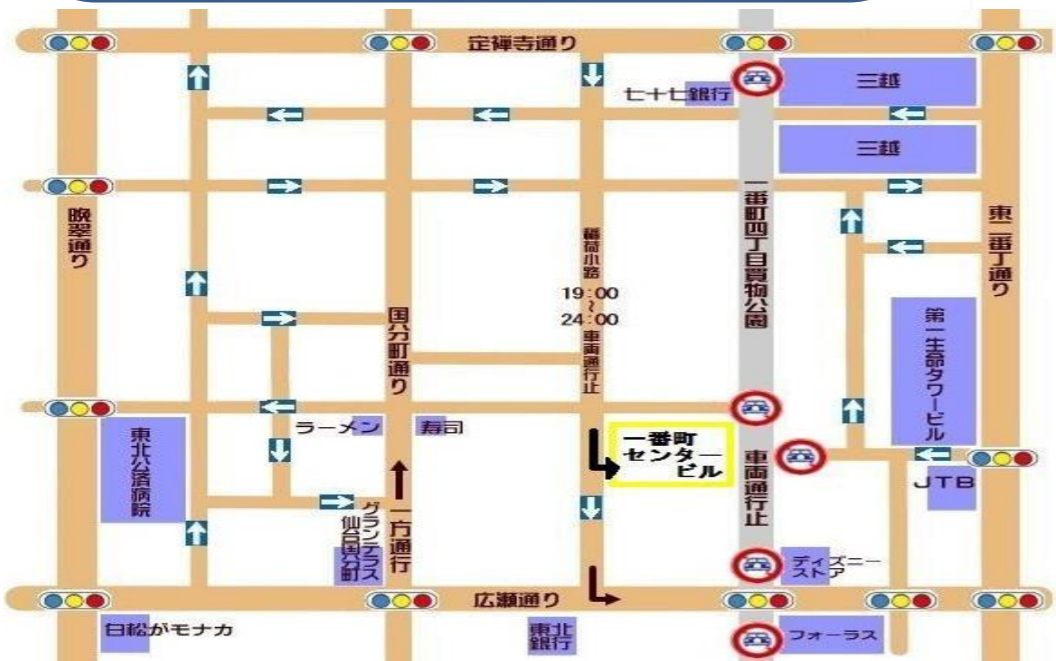 定禅寺通り
七十七銀行
三越
三越
晩翠通り
国分町通り
稲荷小路
19:00
~
24:00
車両通行止
一番町四丁目買物公園
東二番丁通り
第一生命タワービル
東北公済病院
ラーメン
寿司
一番町
センター
ビル
車両通行止
JTB
グランテラス
仙台国分町
一方通行
ディズニー
ストア
広瀬通り
白松がモナカ
東北
銀行
フォーラス